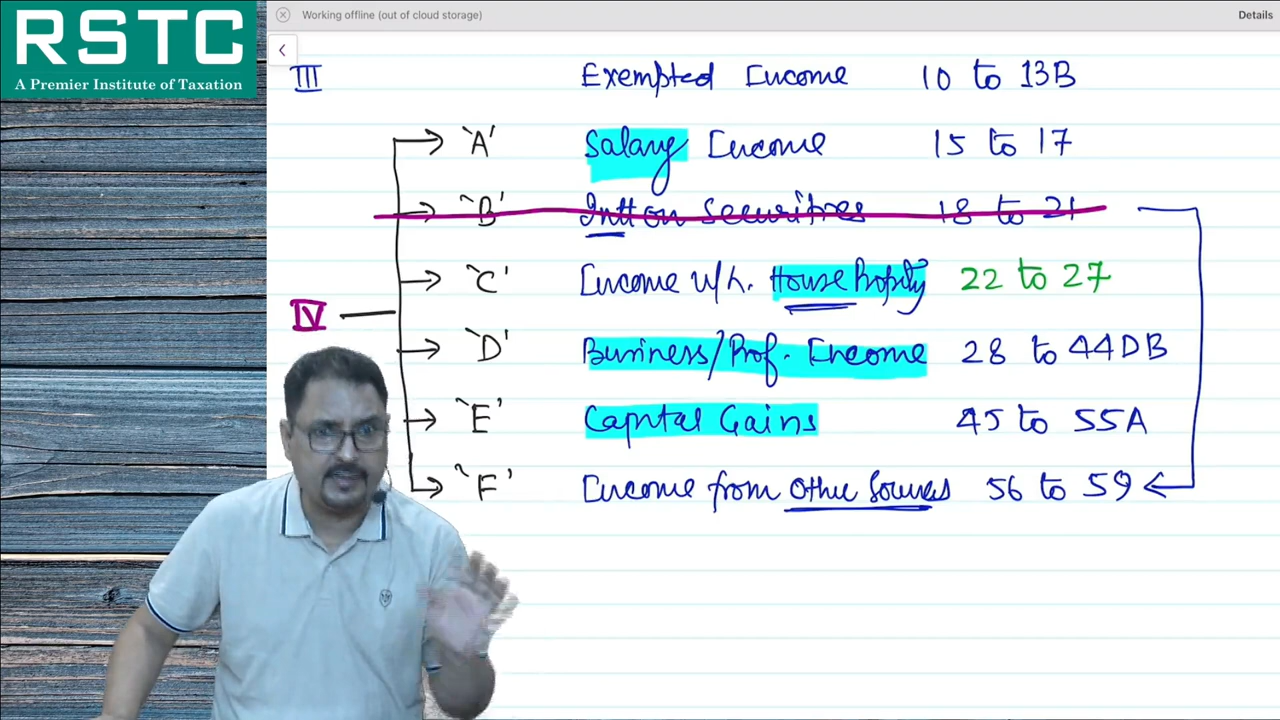 RSTC
A Premier Institute of Taxation
Working offline (out of cloud storage)
Details
III Exempted Income 10 to 13B
`A' Salary Income 15 to 17
`B' Intt on Securities 18 to 21
`C' Income u/h. House Property 22 to 27
IV
`D' Business/Prof. Income 28 to 44DB
`E' Capital Gains 45 to 55A
`F' Income from Other Sources 56 to 59